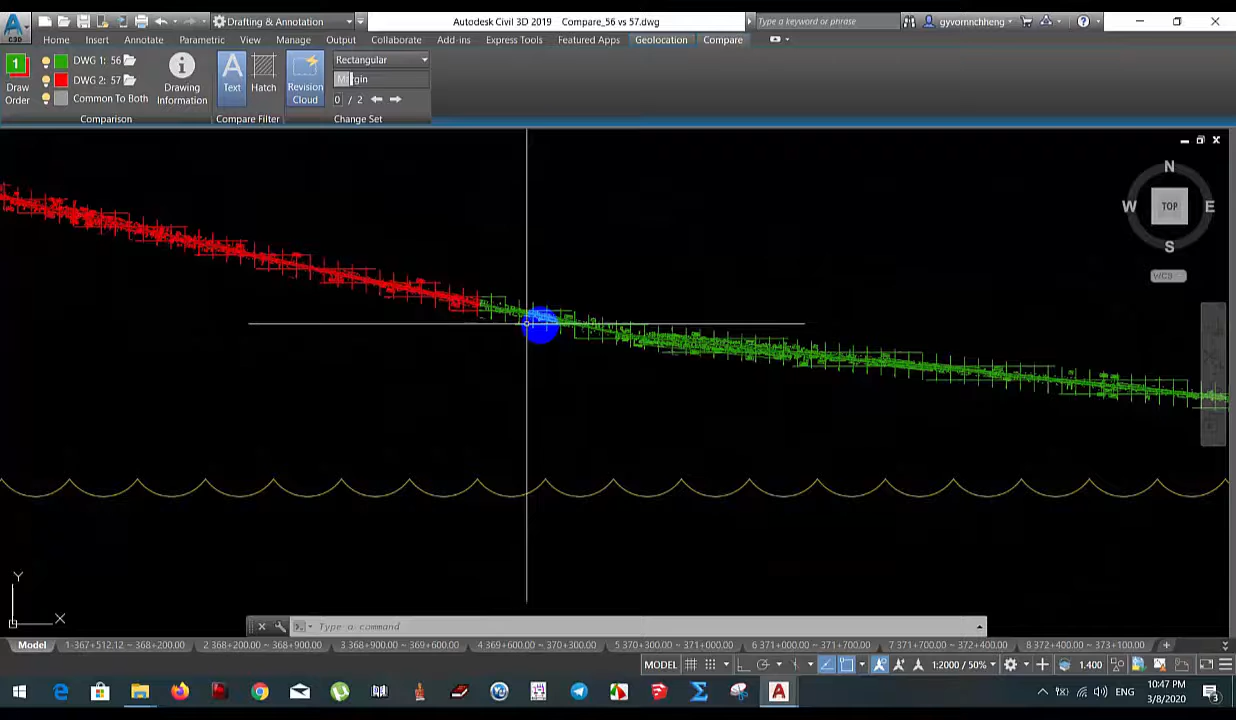 Drafting & Annotation
Autodesk Civil 3D 2019 Compare_56 vs 57.dwg
Type a keyword or phrase
gyvornnchheng
Home Insert Annotate Parametric View Manage Output Collaborate Add-ins Express Tools Featured Apps Geolocation Compare
1
Draw Order
DWG 1: 56
DWG 2: 57
Common To Both
Drawing Information
Text
Hatch
Revision Cloud
Rectangular
0 / 2
Comparison
Compare Filter
Change Set
C3D
N
W
TOP
E
S
WCS
Y
X
Type a command
Model
1-367+512.12 ~ 368+200.00
2 368+200.00 ~ 368+900.00
3 368+900.00 ~ 369+600.00
4 369+600.00 ~ 370+300.00
5 370+300.00 ~ 371+000.00
6 371+000.00 ~ 371+700.00
7 371+700.00 ~ 372+400.00
8 372+400.00 ~ 373+100.00
MODEL
1:2000 / 50%
1.400
ENG
10:47 PM
3/8/2020
3